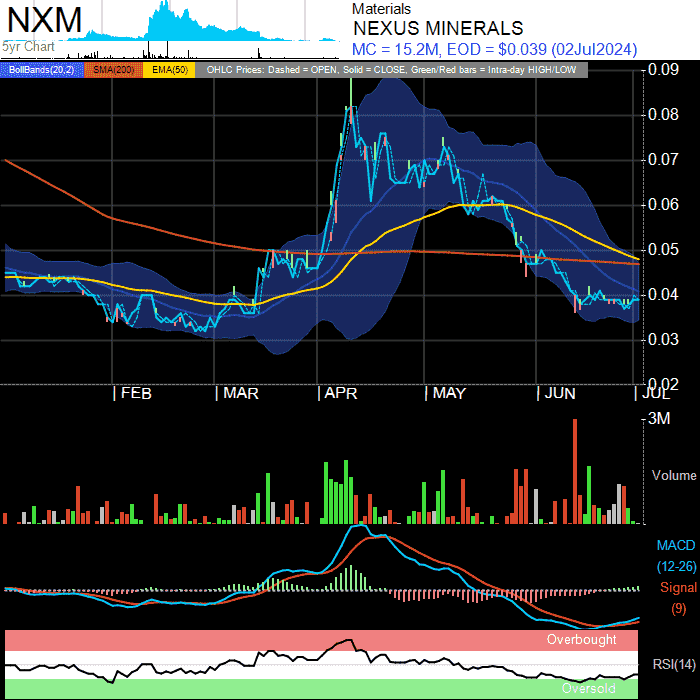 NXM
5yr Chart
Materials
NEXUS MINERALS
MC = 15.2M, EOD = $0.039 (02Jul2024)
BollBands(20,2) SMA(200) EMA(50) OHLC Prices: Dashed = OPEN, Solid = CLOSE, Green/Red bars = Intra-day HIGH/LOW
0.09
0.08
0.07
0.06
0.05
0.04
0.03
0.02
FEB MAR APR MAY JUN JUL
3M
Volume
MACD
(12-26)
Signal
(9)
Overbought
RSI(14)
Oversold